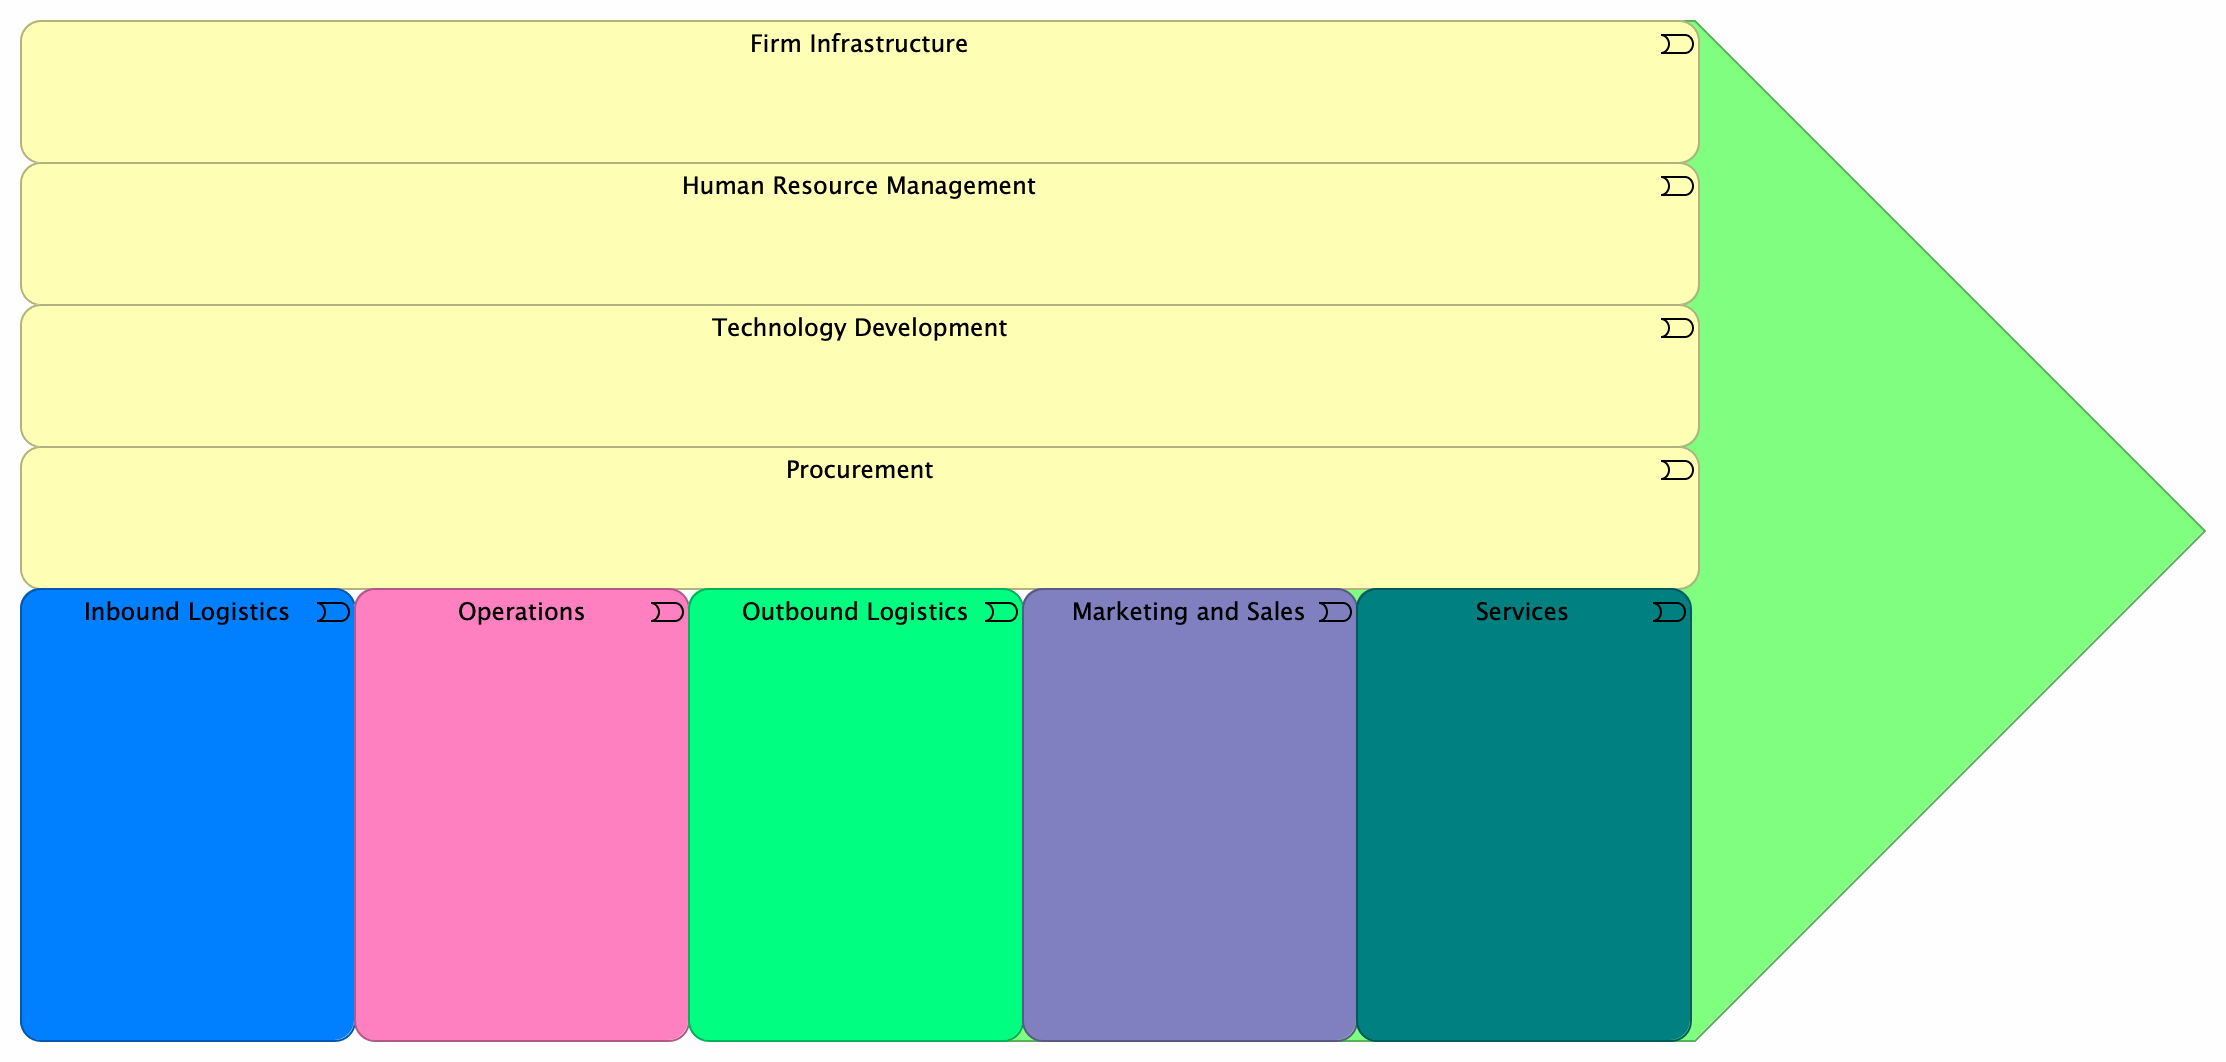 Firm Infrastructure
Human Resource Management
Technology Development
Procurement
Inbound Logistics
Operations
Outbound Logistics
Marketing and Sales
Services